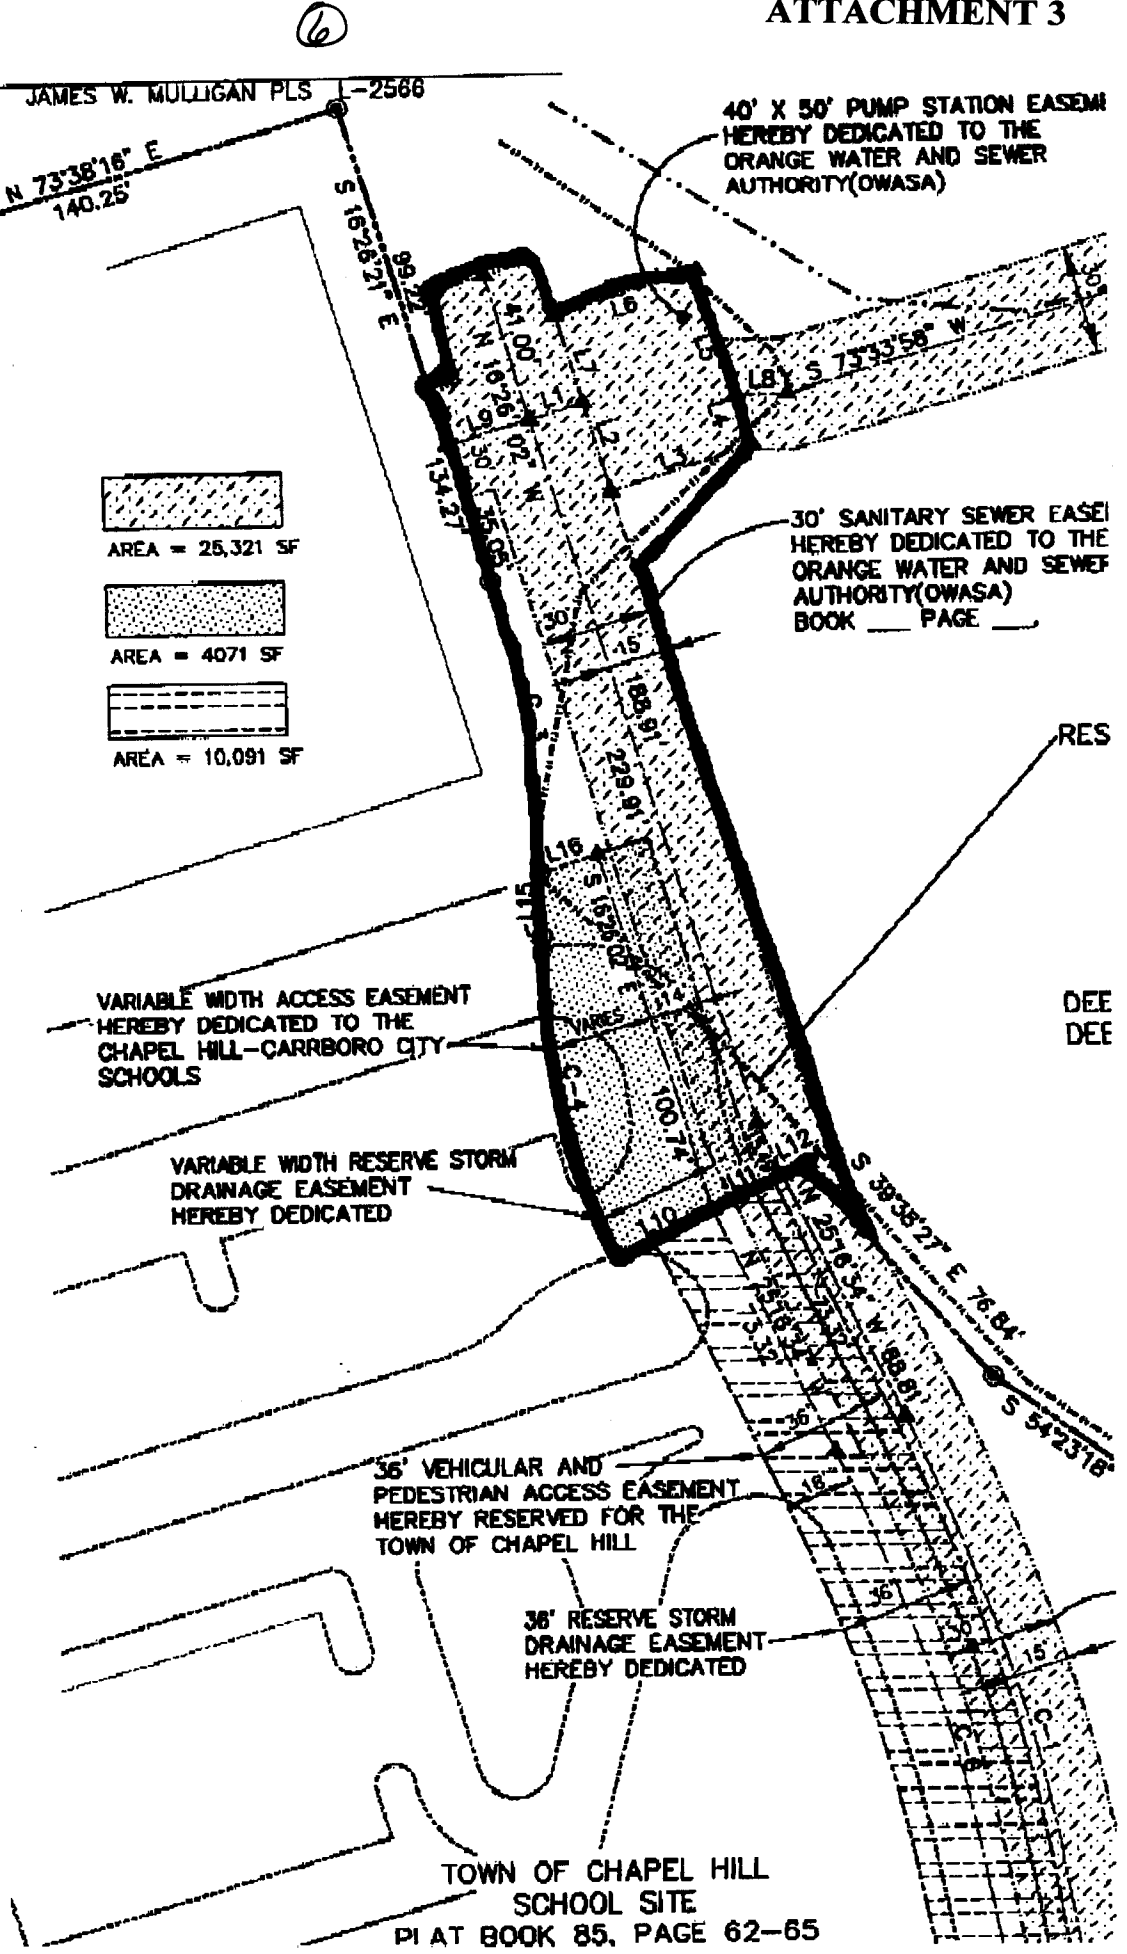 ATTACHMENT 3
6
JAMES W. MULLIGAN PLS L-2566
N 73°38'16" E
140.25'
S 16°26'21" E
99.22'
40' X 50' PUMP STATION EASEM
HEREBY DEDICATED TO THE
ORANGE WATER AND SEWER
AUTHORITY(OWASA)
30'
S 73°33'58" W
L8
L6
L5
L4
L7
41.00'
N 16°26'02" W
L1
L9
L2
L3
30'
134.27'
35.05'
AREA = 25,321 SF
AREA = 4071 SF
AREA = 10,091 SF
30' SANITARY SEWER EASE
HEREBY DEDICATED TO THE
ORANGE WATER AND SEWER
AUTHORITY(OWASA)
BOOK ___ PAGE ___,
30'
15'
188.91'
229.91'
RES
L16
L15
S 16°26'02" E
L14
VARIES
VARIABLE WIDTH ACCESS EASEMENT
HEREBY DEDICATED TO THE
CHAPEL HILL-CARRBORO CITY
SCHOOLS
DEE
DEE
C-4
100.74'
VARIABLE WIDTH RESERVE STORM
DRAINAGE EASEMENT
HEREBY DEDICATED
L12
L11
L10
S 39°38'27" E 76.84'
N 25°16'34" W 88.81'
S 54°23'18"
36' VEHICULAR AND
PEDESTRIAN ACCESS EASEMENT
HEREBY RESERVED FOR THE
TOWN OF CHAPEL HILL
36'
18'
36' RESERVE STORM
DRAINAGE EASEMENT
HEREBY DEDICATED
36'
30'
15'
TOWN OF CHAPEL HILL
SCHOOL SITE
PLAT BOOK 85, PAGE 62-65